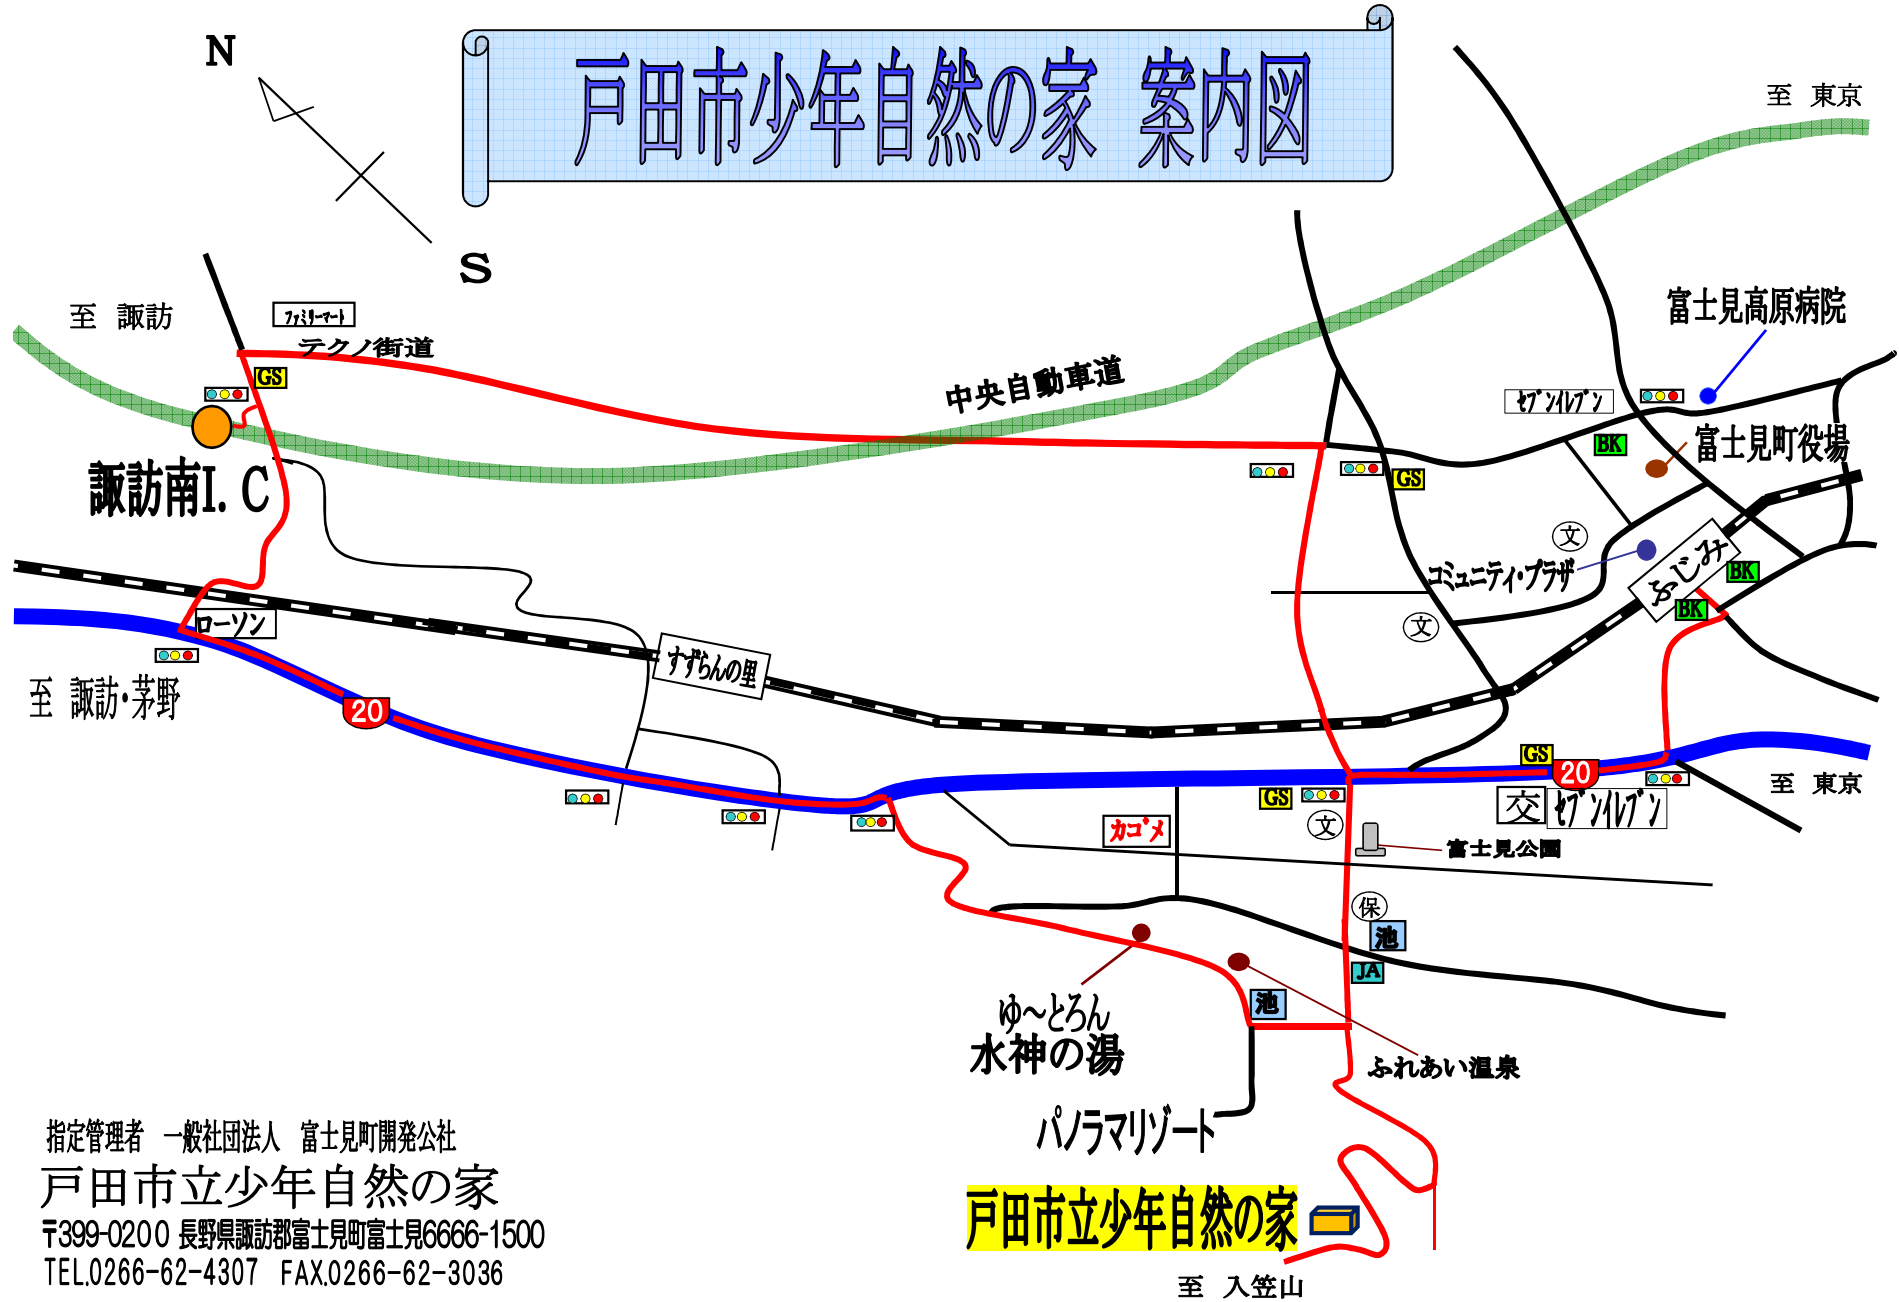 戸田市少年自然の家 案内図
N
S
至 東京
至 諏訪
ファミリーマート
テクノ街道
GS
中央自動車道
富士見高原病院
セブンイレブン
BK
富士見町役場
諏訪南I.C
GS
文
コミュニティ・プラザ
ふじみ
BK
BK
文
ローソン
すずらんの里
至 諏訪・茅野
20
GS
20
至 東京
GS
文
交
セブンイレブン
カゴメ
富士見公園
保
池
JA
池
ゆ～とろん
水神の湯
ふれあい温泉
パノラマリゾート
戸田市立少年自然の家
至 入笠山
指定管理者 一般社団法人 富士見町開発公社
戸田市立少年自然の家
〒399-0200 長野県諏訪郡富士見町富士見6666-1500
TEL.0266-62-4307 FAX.0266-62-3036